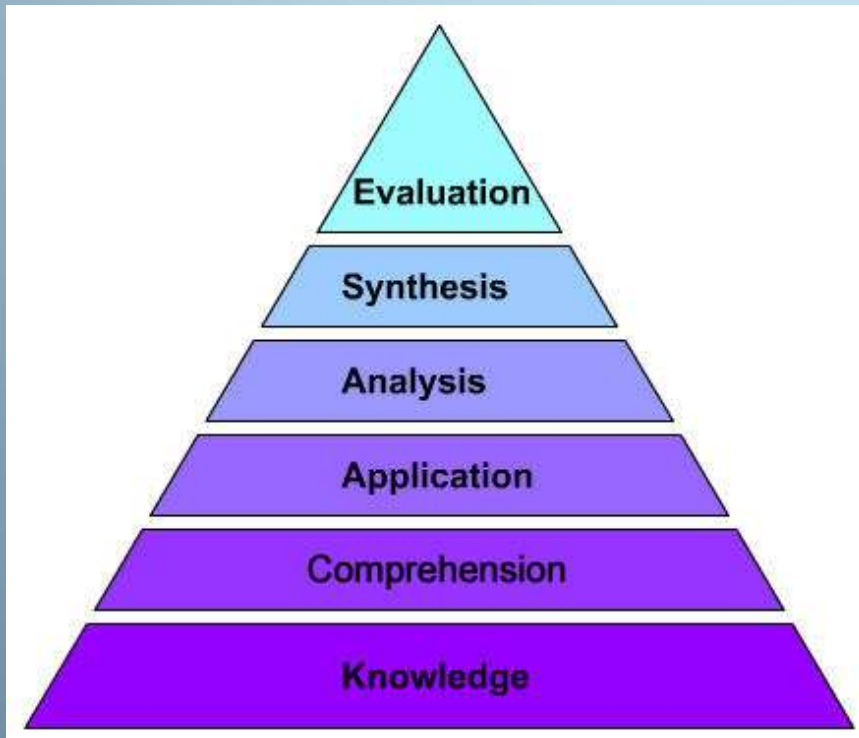 Evaluation
Synthesis
Analysis
Application
Comprehension
Knowledge